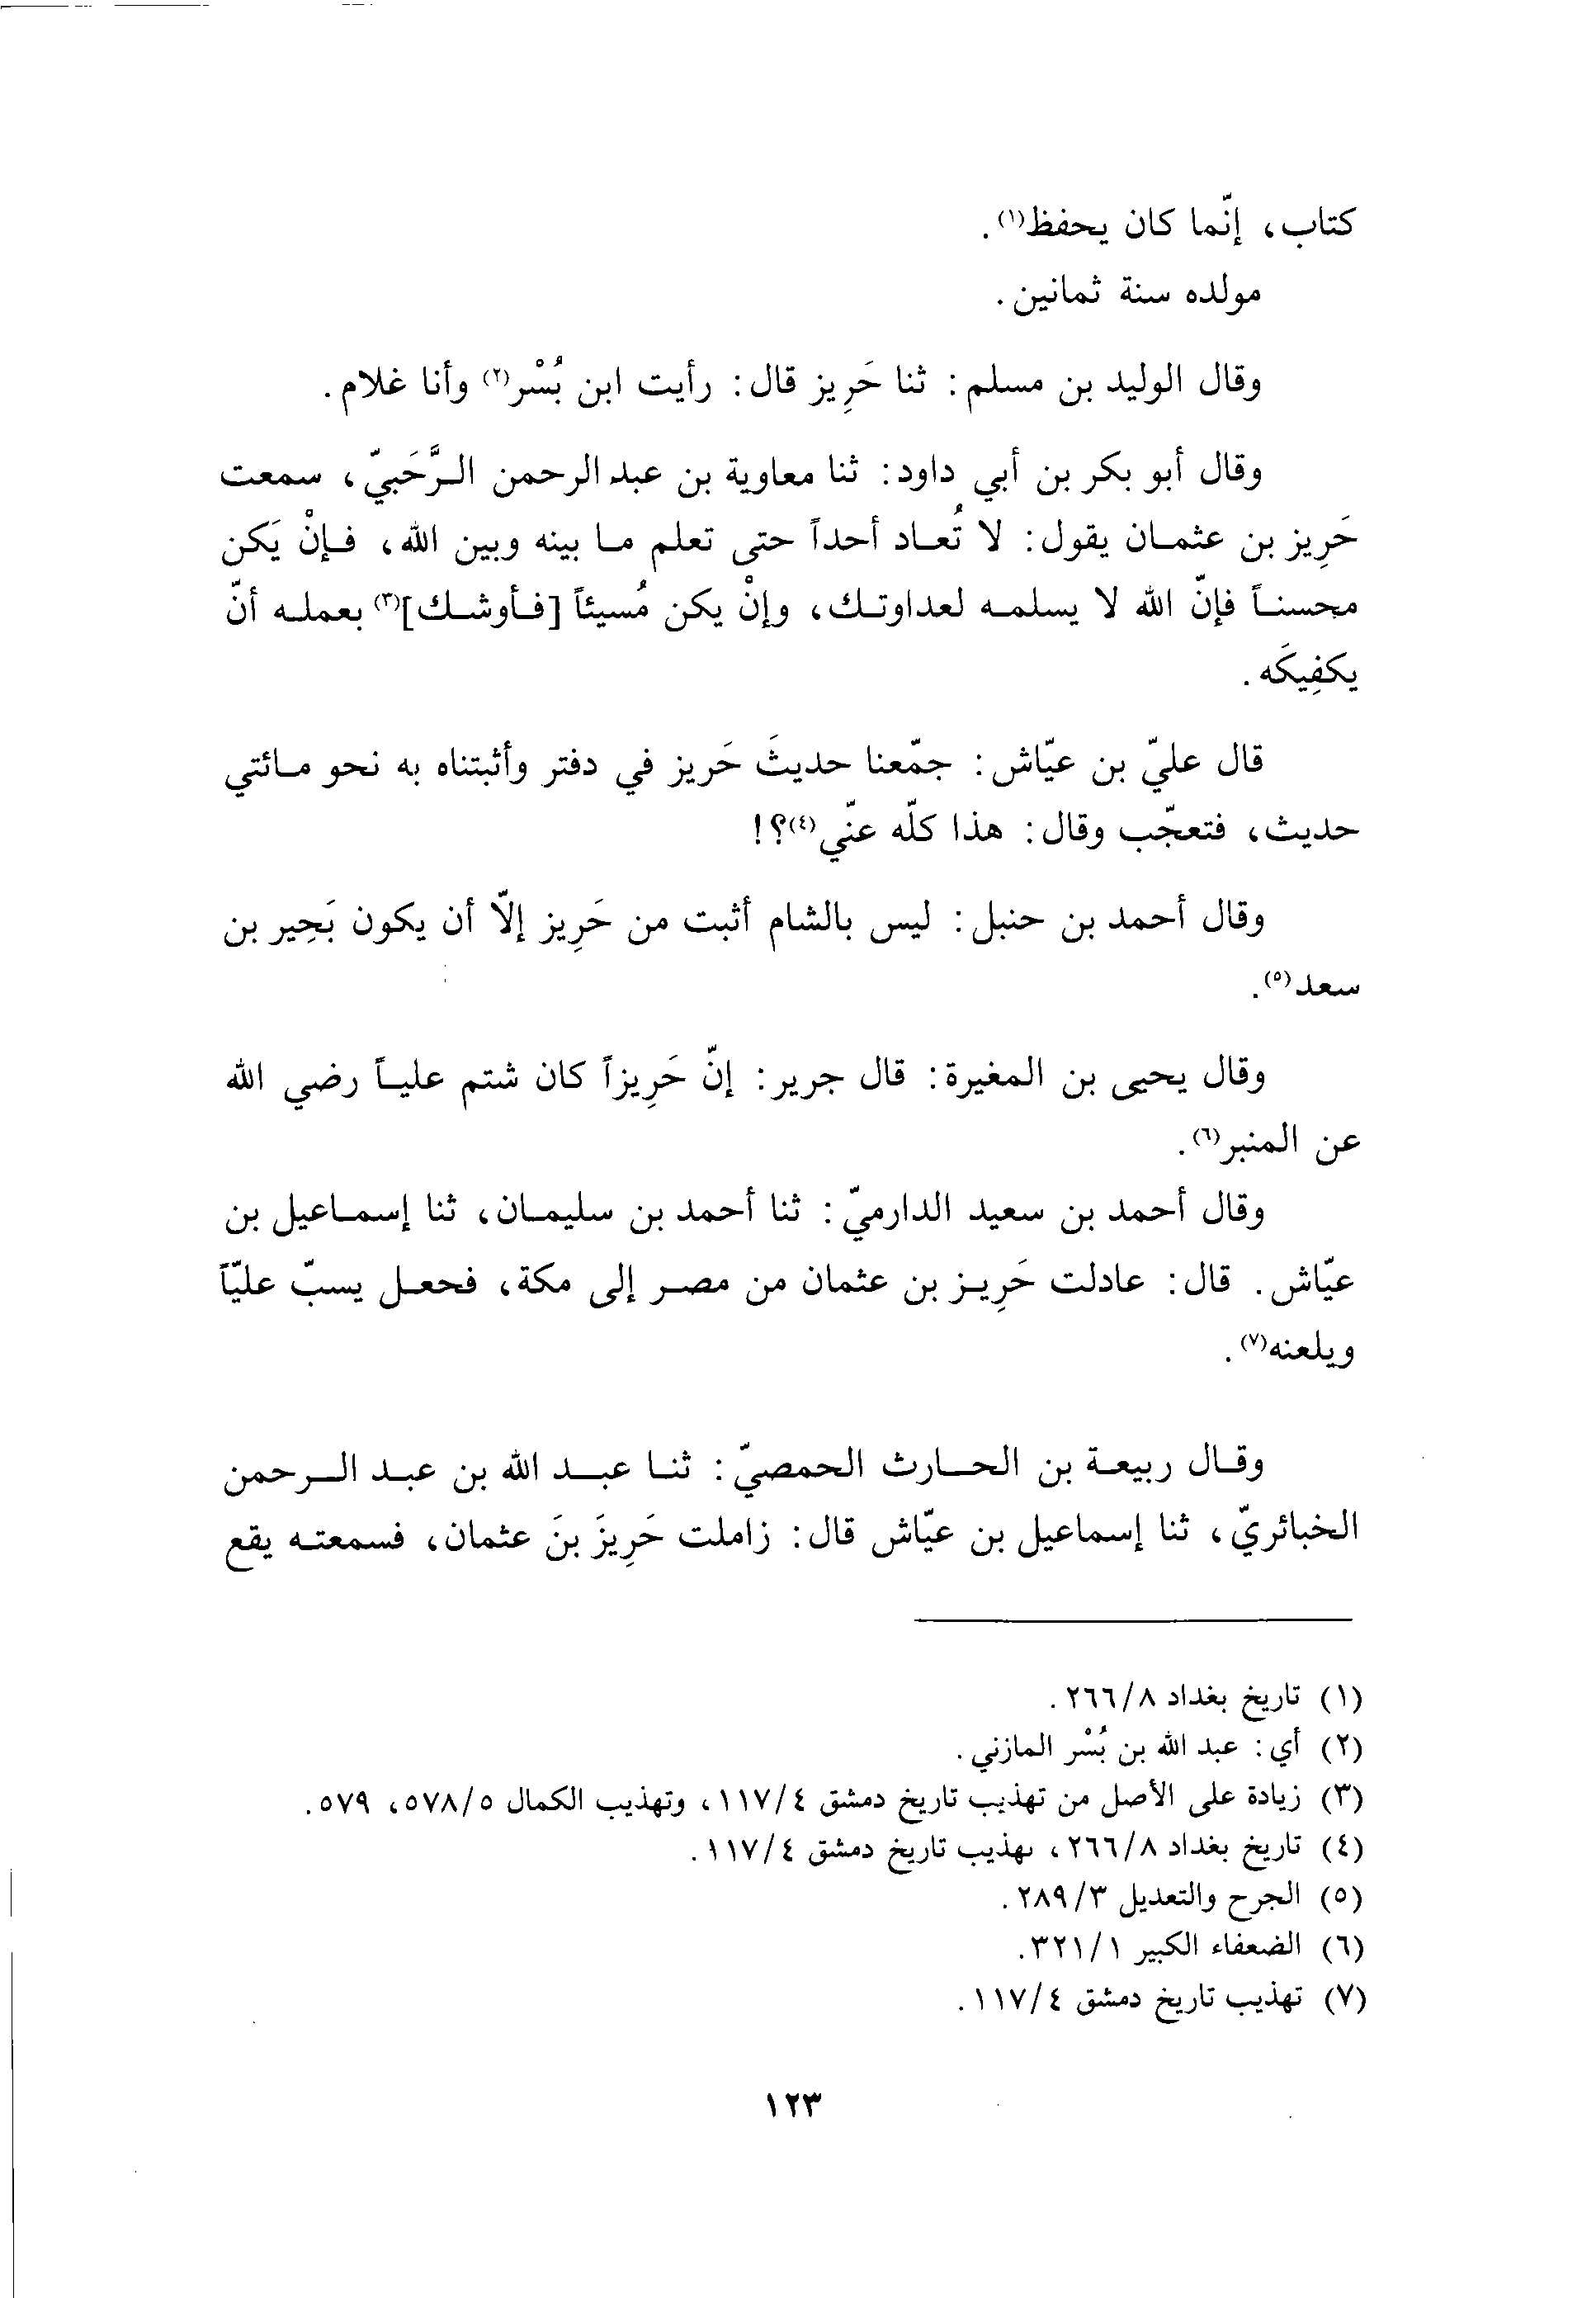 كتاب، إنّما كان يحفظ(١).
مولده سنة ثمانين.
وقال الوليد بن مسلم: ثنا حَرِيز قال: رأيت ابن بُسْر(٢) وأنا غلام.
وقال أبو بكر بن أبي داود: ثنا معاوية بن عبد الرحمن الرَّحَبيّ، سمعت
حَرِيز بن عثمان يقول: لا تُعاد أحداً حتى تعلم ما بينه وبين الله، فإنْ يَكن
محسناً فإنّ الله لا يسلمه لعداوتك، وإنْ يكن مُسيئاً [فأوشك](٣) بعمله أنّ
يكفِيكَه.
قال عليّ بن عيّاش: جمّعنا حديثَ حَريز في دفتر وأثبتناه به نحو مائتي
حديث، فتعجّب وقال: هذا كلّه عنّي(٤)؟!
وقال أحمد بن حنبل: ليس بالشام أثبت من حَرِيز إلاّ أن يكون بَحِير بن
سعد(٥).
وقال يحيى بن المغيرة: قال جرير: إنّ حَرِيزاً كان شتم علياً رضي الله
عن المنبر(٦).
وقال أحمد بن سعيد الدارميّ: ثنا أحمد بن سليمان، ثنا إسماعيل بن
عيّاش. قال: عادلت حَرِيز بن عثمان من مصر إلى مكة، فحعل يسبّ عليّاً
ويلعنه(٧).
وقال ربيعة بن الحارث الحمصيّ: ثنا عبد الله بن عبد الرحمن
الخبائريّ، ثنا إسماعيل بن عيّاش قال: زاملت حَرِيزَ بنَ عثمان، فسمعته يقع
(١) تاريخ بغداد ٢٦٦/٨.
(٢) أي: عبد الله بن بُسْر المازني.
(٣) زيادة على الأصل من تهذيب تاريخ دمشق ١١٧/٤، وتهذيب الكمال ٥٧٨/٥، ٥٧٩.
(٤) تاريخ بغداد ٢٦٦/٨، تهذيب تاريخ دمشق ١١٧/٤.
(٥) الجرح والتعديل ٢٨٩/٣.
(٦) الضعفاء الكبير ٣٢١/١.
(٧) تهذيب تاريخ دمشق ١١٧/٤.
١٢٣